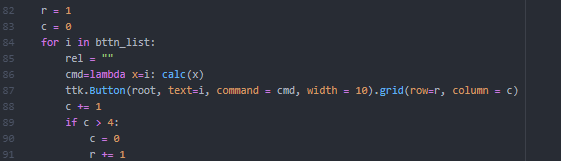 82 r = 1
83 c = 0
84 for i in bttn_list:
85 rel = ""
86 cmd=lambda x=i: calc(x)
87 ttk.Button(root, text=i, command = cmd, width = 10).grid(row=r, column = c)
88 c += 1
89 if c > 4:
90 c = 0
91 r += 1